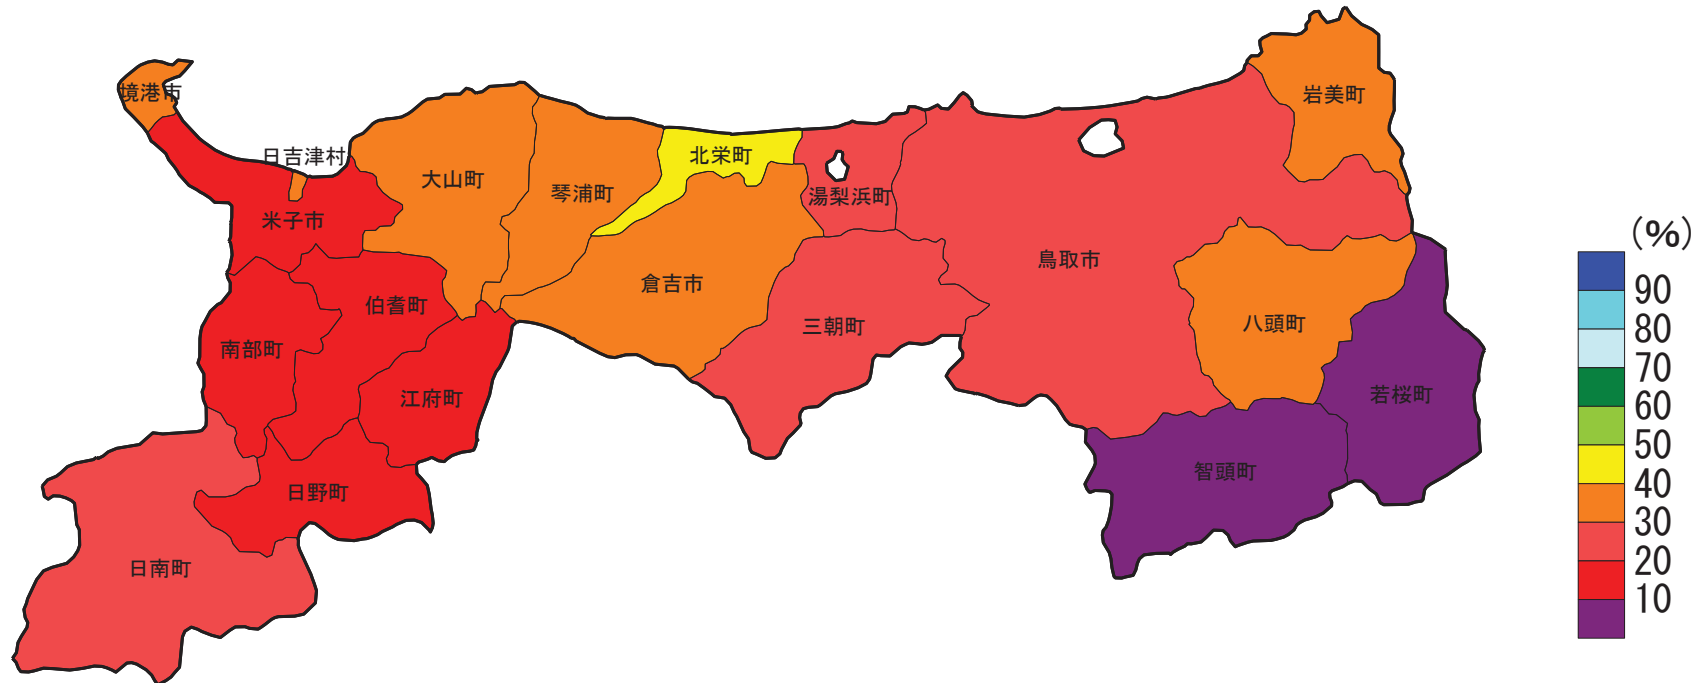 境港市
岩美町
日吉津村
北栄町
大山町
琴浦町
湯梨浜町
米子市
(%)
鳥取市
倉吉市
90
伯耆町
八頭町
三朝町
80
南部町
70
江府町
若桜町
60
50
智頭町
40
日野町
30
日南町
20
10